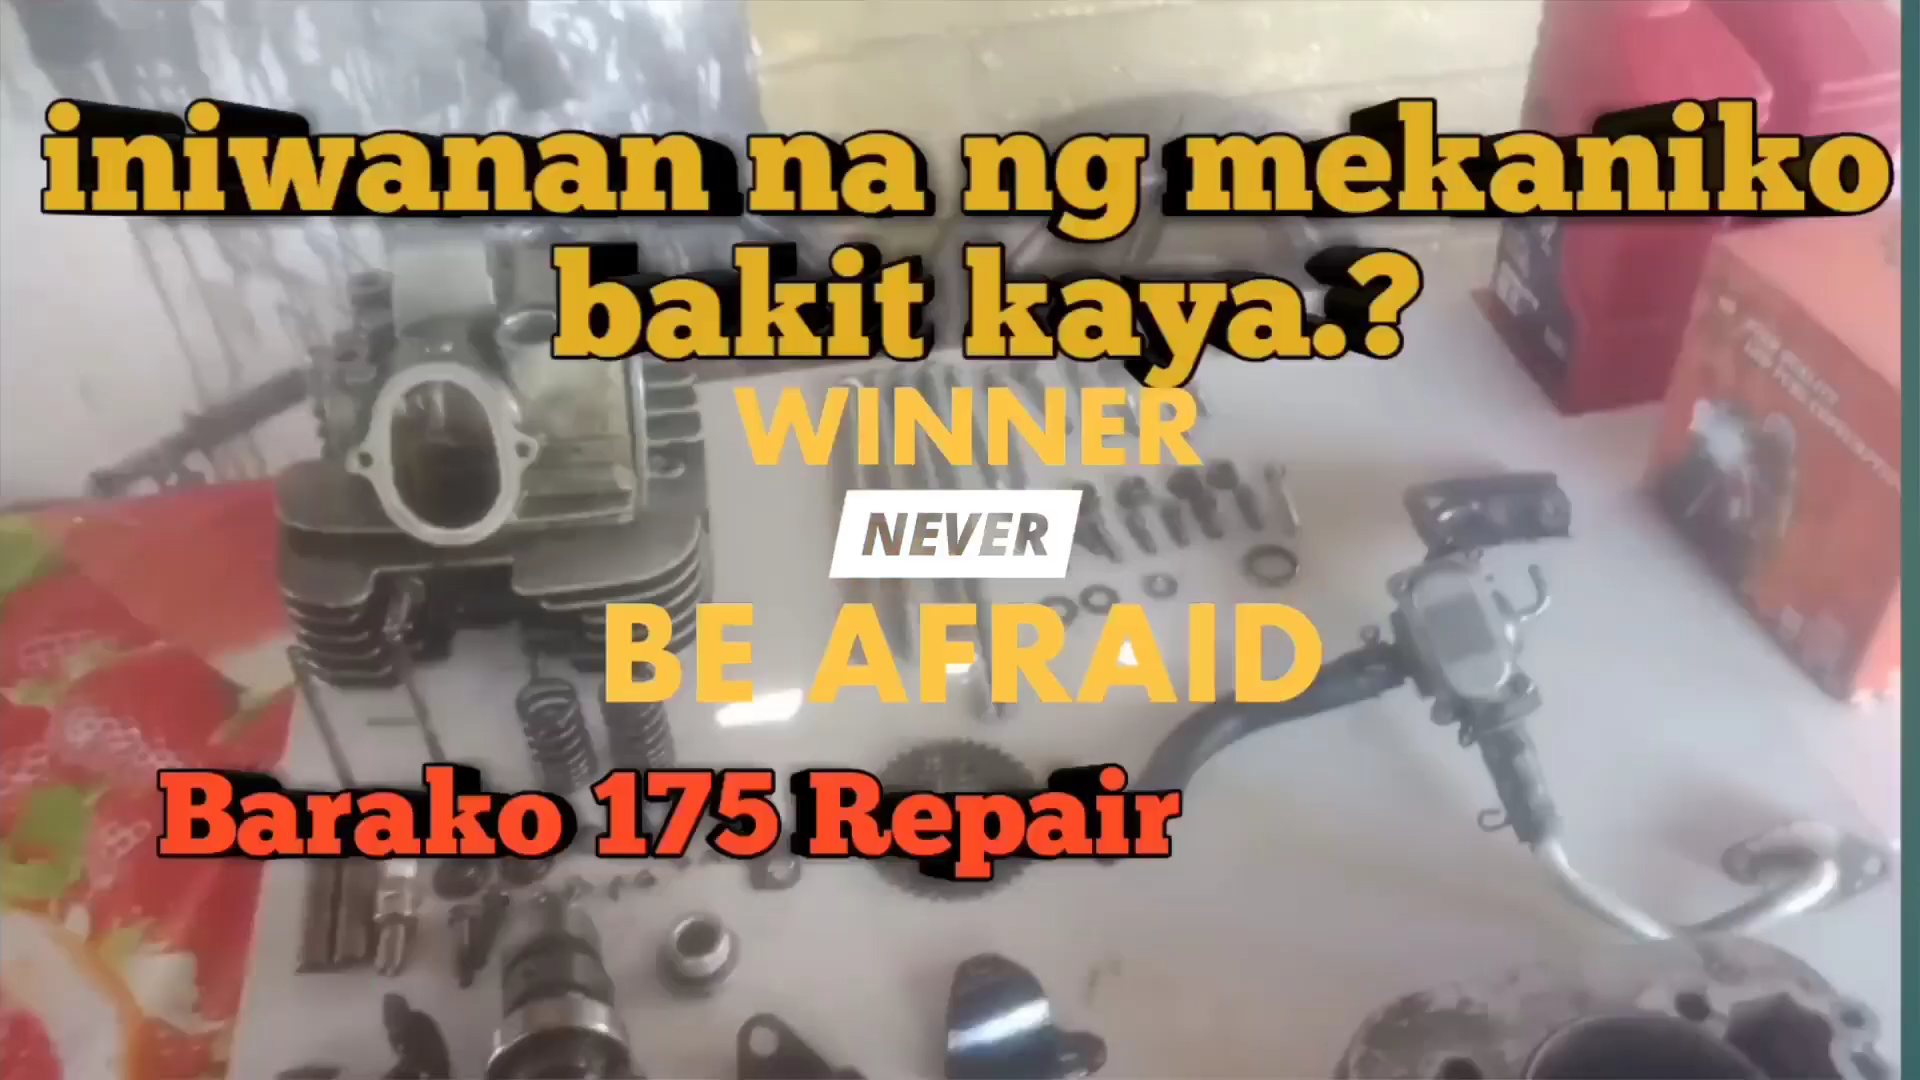 iniwanan na ng mekaniko
bakit kaya.?
WINNER
NEVER
BE AFRAID
Barako 175 Repair